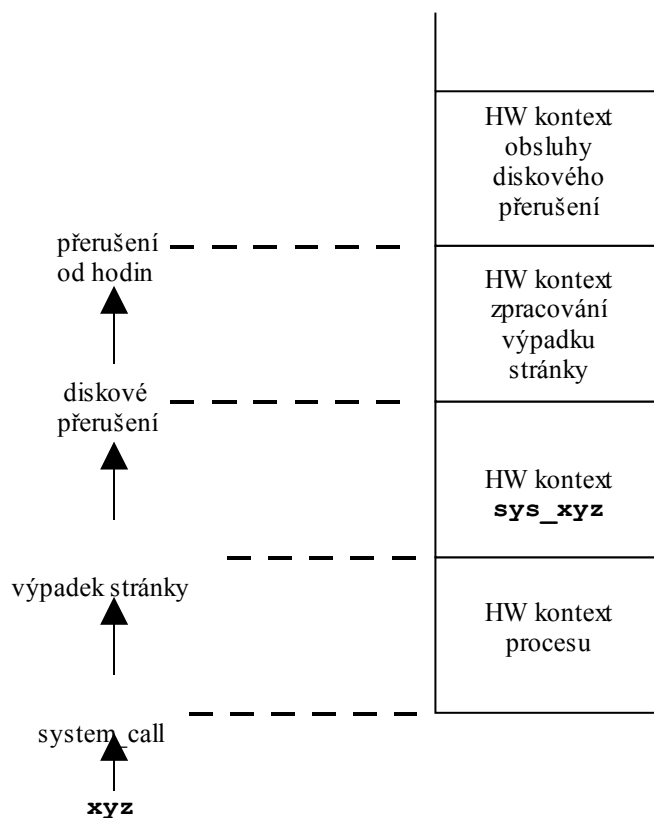 HW kontext
obsluhy
diskového
přerušení
přerušení
od hodin
HW kontext
zpracování
výpadku
stránky
diskové
přerušení
HW kontext
sys_xyz
výpadek stránky
HW kontext
procesu
system_call
xyz